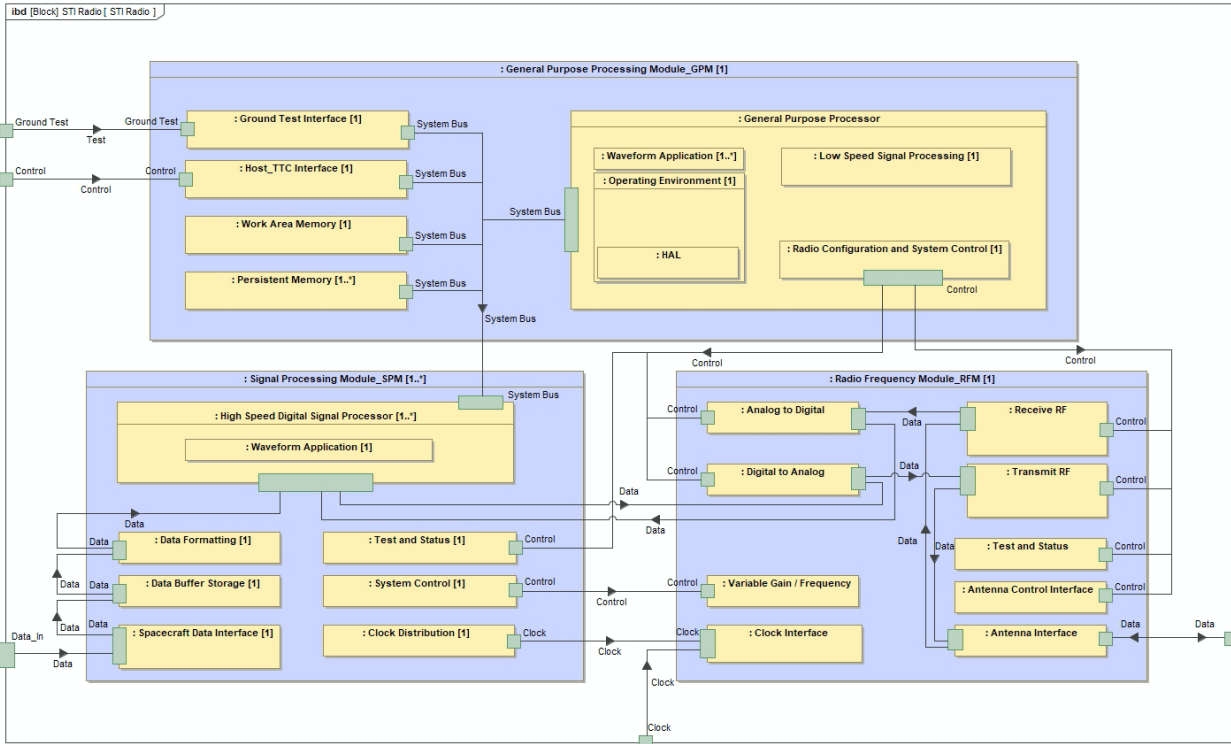 ibd [Block] STI Radio [ STI Radio ]
: General Purpose Processing Module_GPM [1]
Ground Test
Test
Ground Test
: Ground Test Interface [1]
System Bus
Control
Control
Control
: Host_TTC Interface [1]
System Bus
: Work Area Memory [1]
System Bus
: Persistent Memory [1..*]
System Bus
System Bus
System Bus
: General Purpose Processor
: Waveform Application [1..*]
: Low Speed Signal Processing [1]
: Operating Environment [1]
: HAL
: Radio Configuration and System Control [1]
Control
Control
Control
: Signal Processing Module_SPM [1..*]
System Bus
: High Speed Digital Signal Processor [1..*]
: Waveform Application [1]
Data
Data
Data
Data
: Data Formatting [1]
Data
Data
: Data Buffer Storage [1]
Data
Data
: Spacecraft Data Interface [1]
Data_In
Data
: Test and Status [1]
Control
: System Control [1]
Control
Control
: Clock Distribution [1]
Clock
Clock
: Radio Frequency Module_RFM [1]
Control
: Analog to Digital
Data
: Receive RF
Control
Control
: Digital to Analog
Data
: Transmit RF
Control
Data
Data
: Test and Status
Control
Control
: Variable Gain / Frequency
: Antenna Control Interface
Control
Clock
: Clock Interface
: Antenna Interface
Data
Data
Clock
Clock